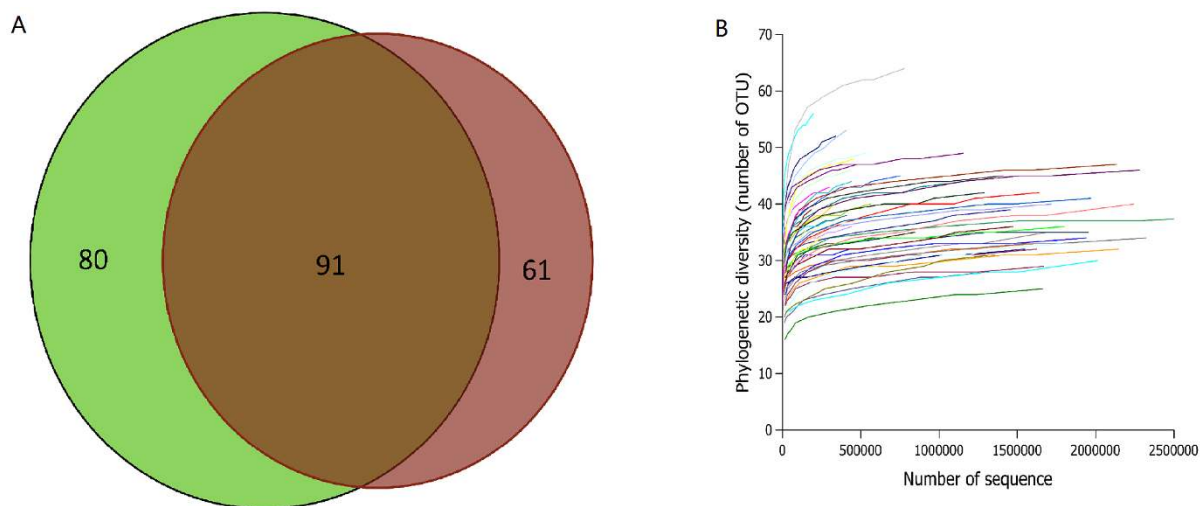 A
80
91
61
B
Phylogenetic diversity (number of OTU)
70
60
50
40
30
20
10
0
0 500000 1000000 1500000 2000000 2500000
Number of sequence